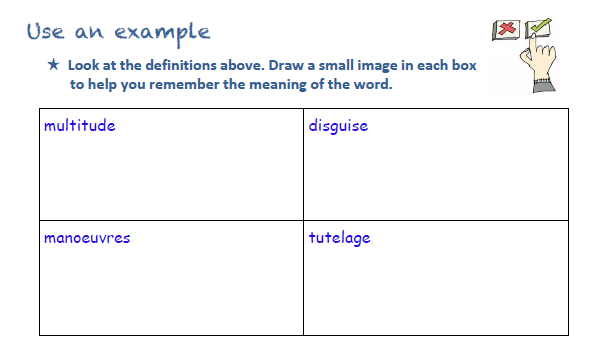 Use an example
★ Look at the definitions above. Draw a small image in each box
to help you remember the meaning of the word.
multitude
disguise
manoeuvres
tutelage